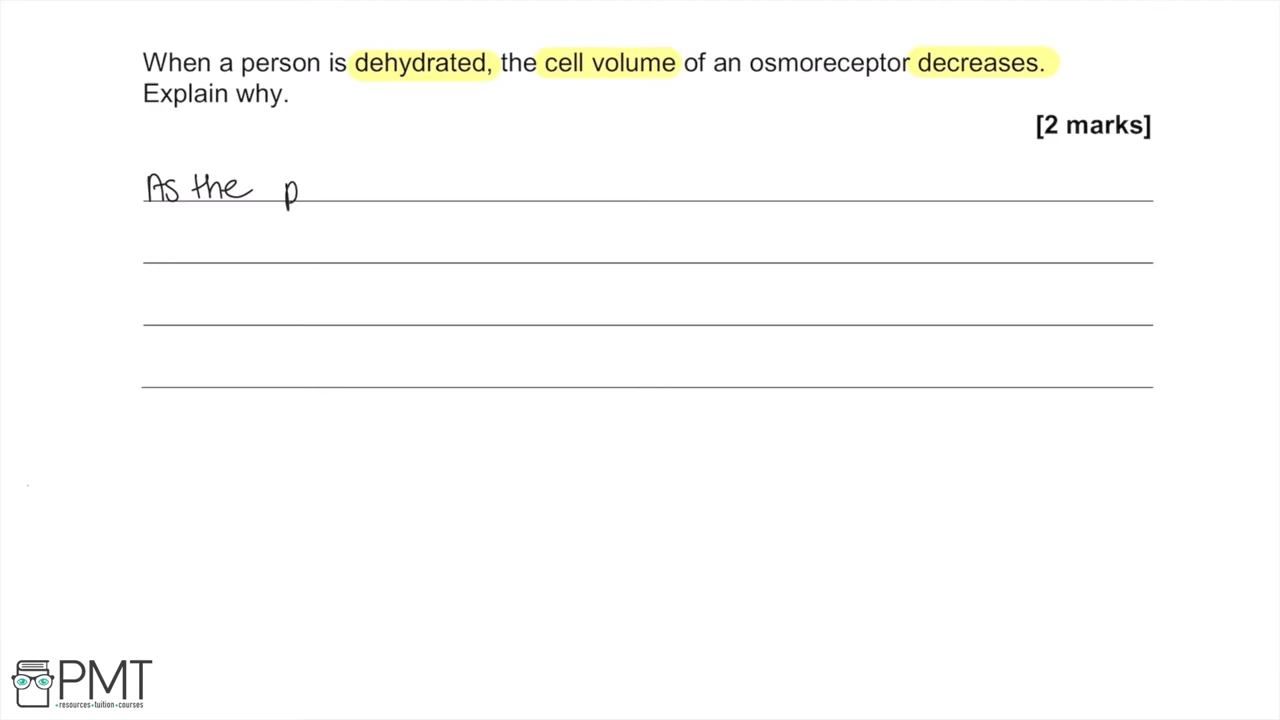 When a person is dehydrated, the cell volume of an osmoreceptor decreases.
Explain why.
[2 marks]
As the p
PMT
•resources•tuition•courses